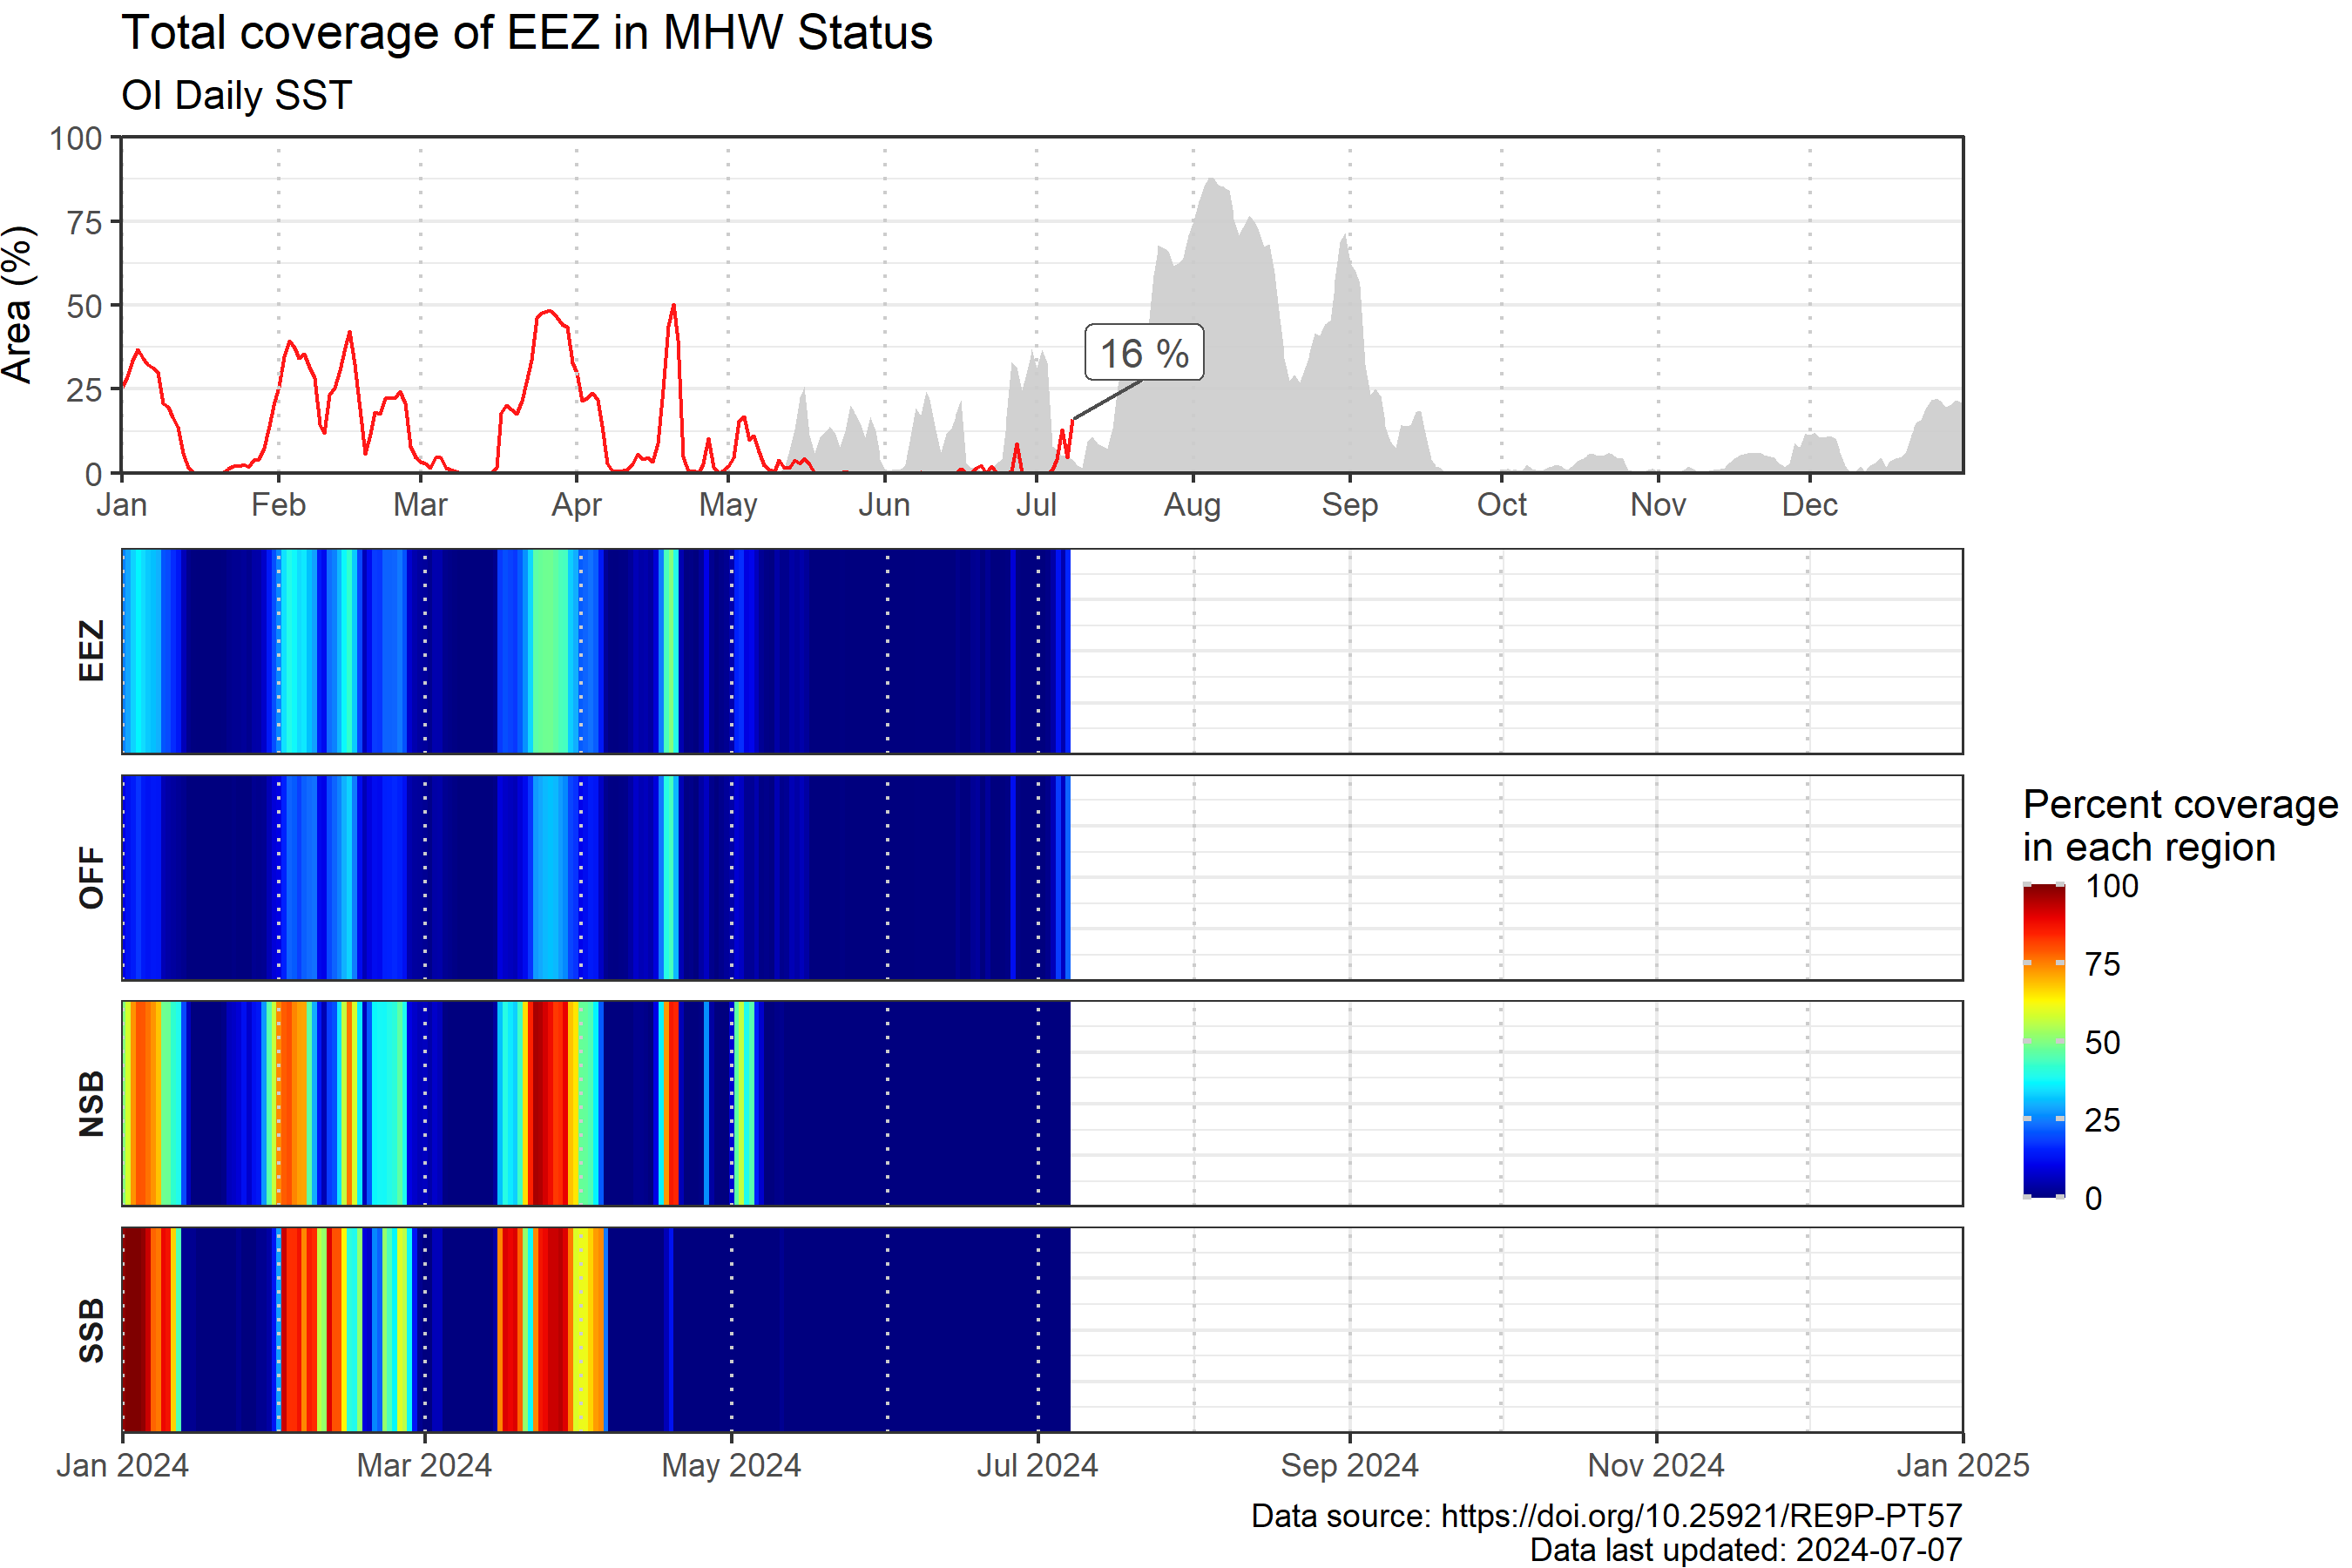 Total coverage of EEZ in MHW Status
OI Daily SST
Area (%)
100
75
50
25
0
16 %
Jan Feb Mar Apr May Jun Jul Aug Sep Oct Nov Dec
EEZ
OFF
NSB
SSB
Percent coverage
in each region
100
75
50
25
0
Jan 2024 Mar 2024 May 2024 Jul 2024 Sep 2024 Nov 2024 Jan 2025
Data source: https://doi.org/10.25921/RE9P-PT57
Data last updated: 2024-07-07